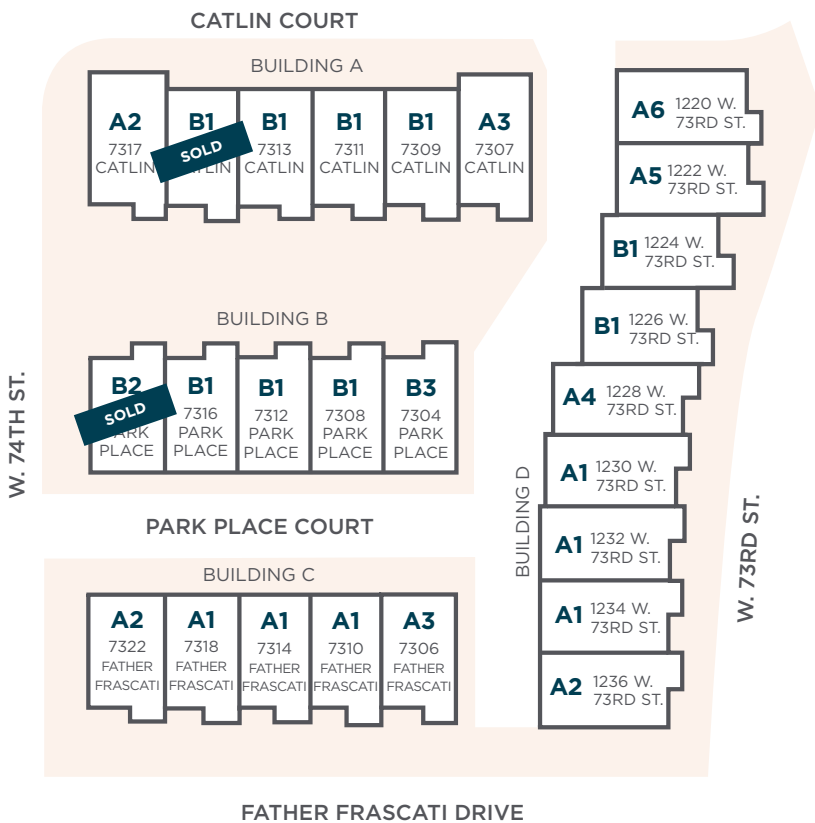 CATLIN COURT
BUILDING A
A2
7317
CATLIN
B1
SOLD
B1
7313
CATLIN
B1
7311
CATLIN
B1
7309
CATLIN
A3
7307
CATLIN
BUILDING B
B2
SOLD
PLACE
B1
7316
PARK
PLACE
B1
7312
PARK
PLACE
B1
7308
PARK
PLACE
B3
7304
PARK
PLACE
W. 74TH ST.
PARK PLACE COURT
BUILDING C
A2
7322
FATHER
FRASCATI
A1
7318
FATHER
FRASCATI
A1
7314
FATHER
FRASCATI
A1
7310
FATHER
FRASCATI
A3
7306
FATHER
FRASCATI
BUILDING D
A6 1220 W.
73RD ST.
A5 1222 W.
73RD ST.
B1 1224 W.
73RD ST.
B1 1226 W.
73RD ST.
A4 1228 W.
73RD ST.
A1 1230 W.
73RD ST.
A1 1232 W.
73RD ST.
A1 1234 W.
73RD ST.
A2 1236 W.
73RD ST.
W. 73RD ST.
FATHER FRASCATI DRIVE